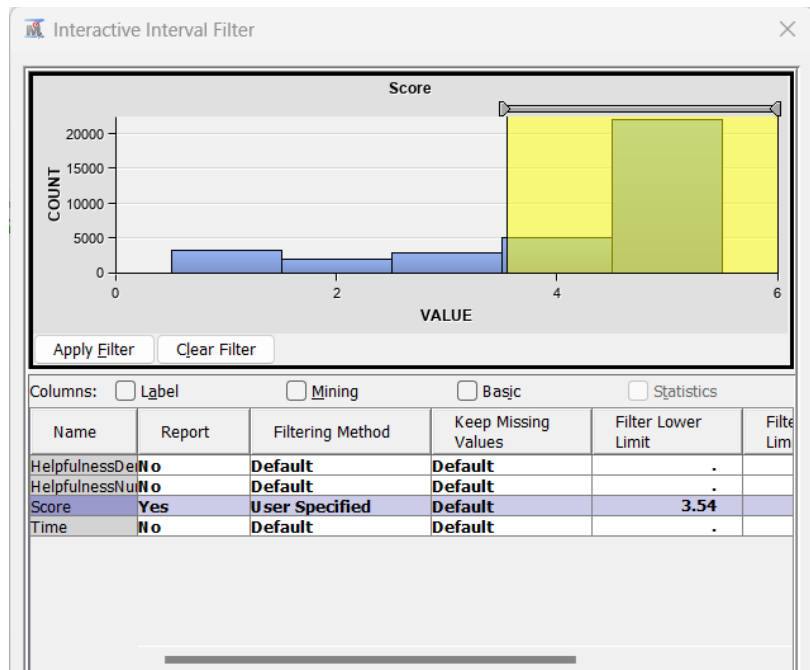 Interactive Interval Filter
Score
20000
15000
10000
5000
0
COUNT
0 2 4 6
VALUE
Apply Filter Clear Filter
Columns: Label Mining Basic Statistics
Name Report Filtering Method Keep Missing Values Filter Lower Limit Filte Lim
HelpfulnessDe No Default Default .
HelpfulnessNu No Default Default .
Score Yes User Specified Default 3.54
Time No Default Default .